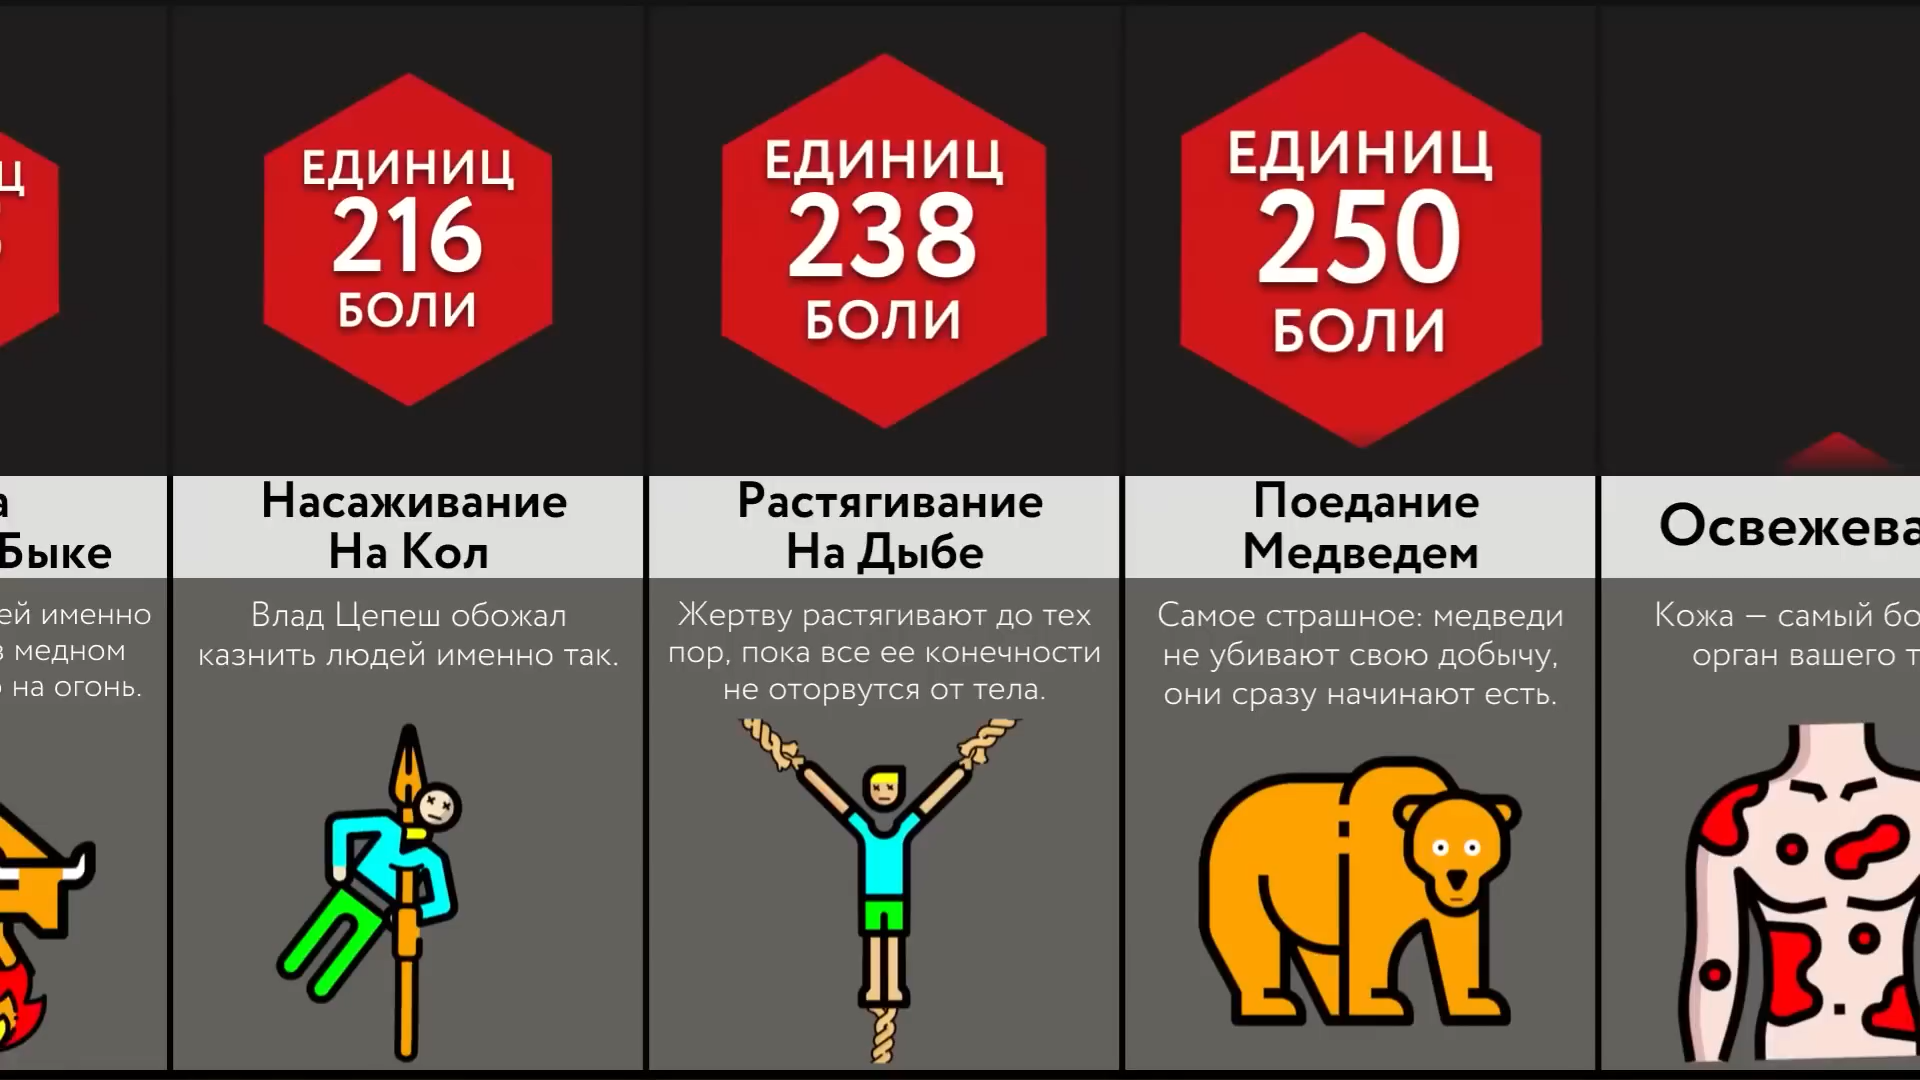 ЕДИНИЦ
216
БОЛИ
Насаживание
На Кол
Влад Цепеш обожал
казнить людей именно так.
ЕДИНИЦ
238
БОЛИ
Растягивание
На Дыбе
Жертву растягивают до тех
пор, пока все ее конечности
не оторвутся от тела.
ЕДИНИЦ
250
БОЛИ
Поедание
Медведем
Самое страшное: медведи
не убивают свою добычу,
они сразу начинают есть.
Быке
именно
медном
на огонь.
Кожа — самый
орган вашего